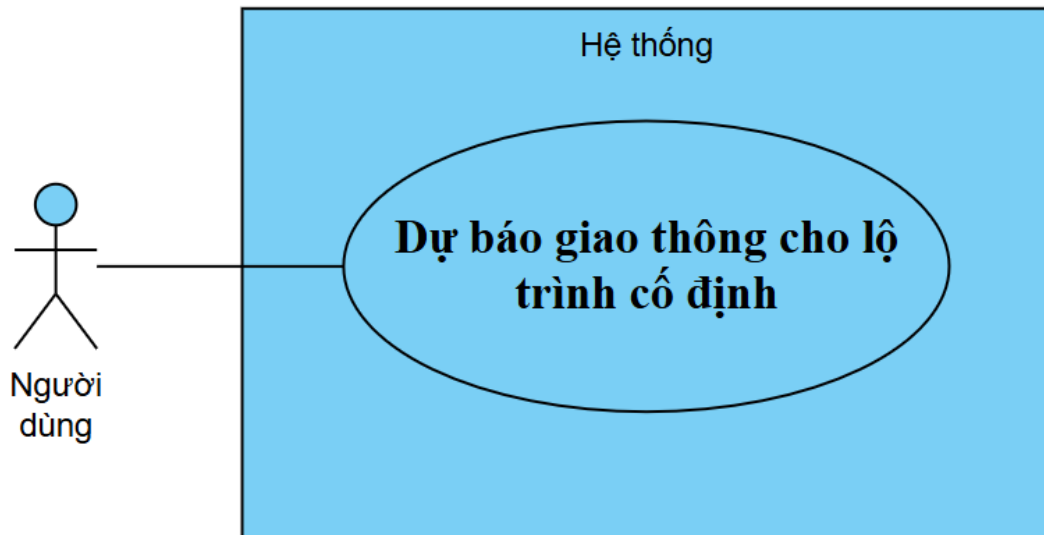 Hệ thống
Dự báo giao thông cho lộ
trình cố định
Người
dùng